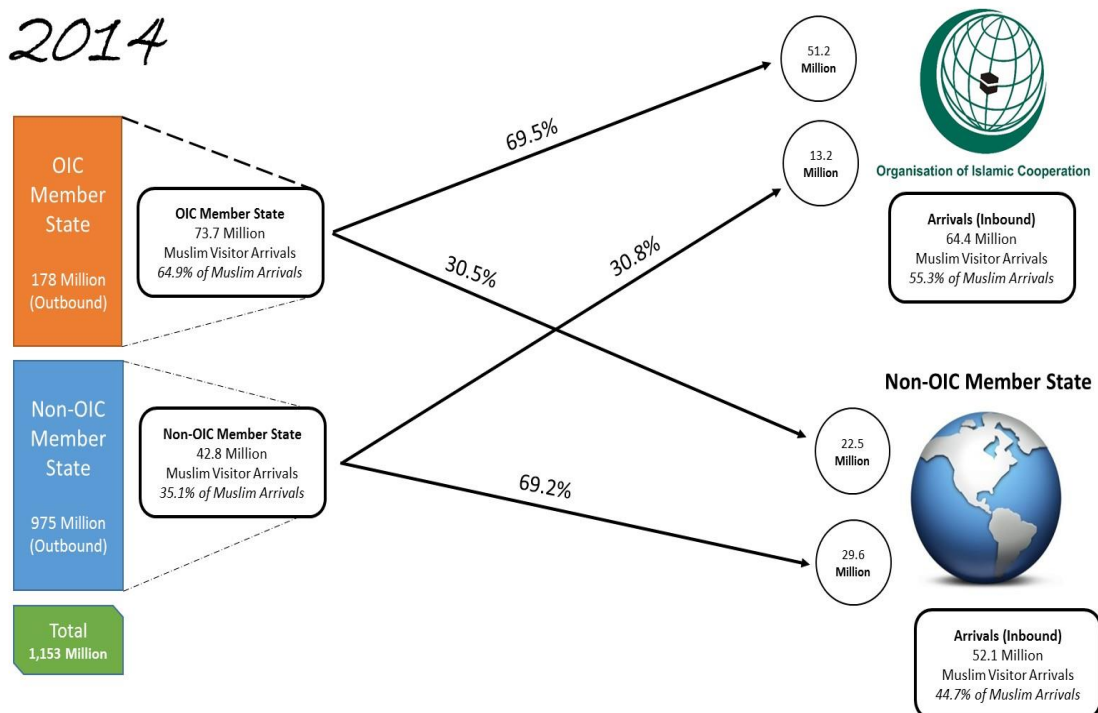 2014
OIC
Member
State
178 Million
(Outbound)
OIC Member State
73.7 Million
Muslim Visitor Arrivals
64.9% of Muslim Arrivals
Non-OIC
Member
State
975 Million
(Outbound)
Non-OIC Member State
42.8 Million
Muslim Visitor Arrivals
35.1% of Muslim Arrivals
Total
1,153 Million
69.5%
30.5%
30.8%
69.2%
51.2
Million
13.2
Million
22.5
Million
29.6
Million
Organisation of Islamic Cooperation
Arrivals (Inbound)
64.4 Million
Muslim Visitor Arrivals
55.3% of Muslim Arrivals
Non-OIC Member State
Arrivals (Inbound)
52.1 Million
Muslim Visitor Arrivals
44.7% of Muslim Arrivals